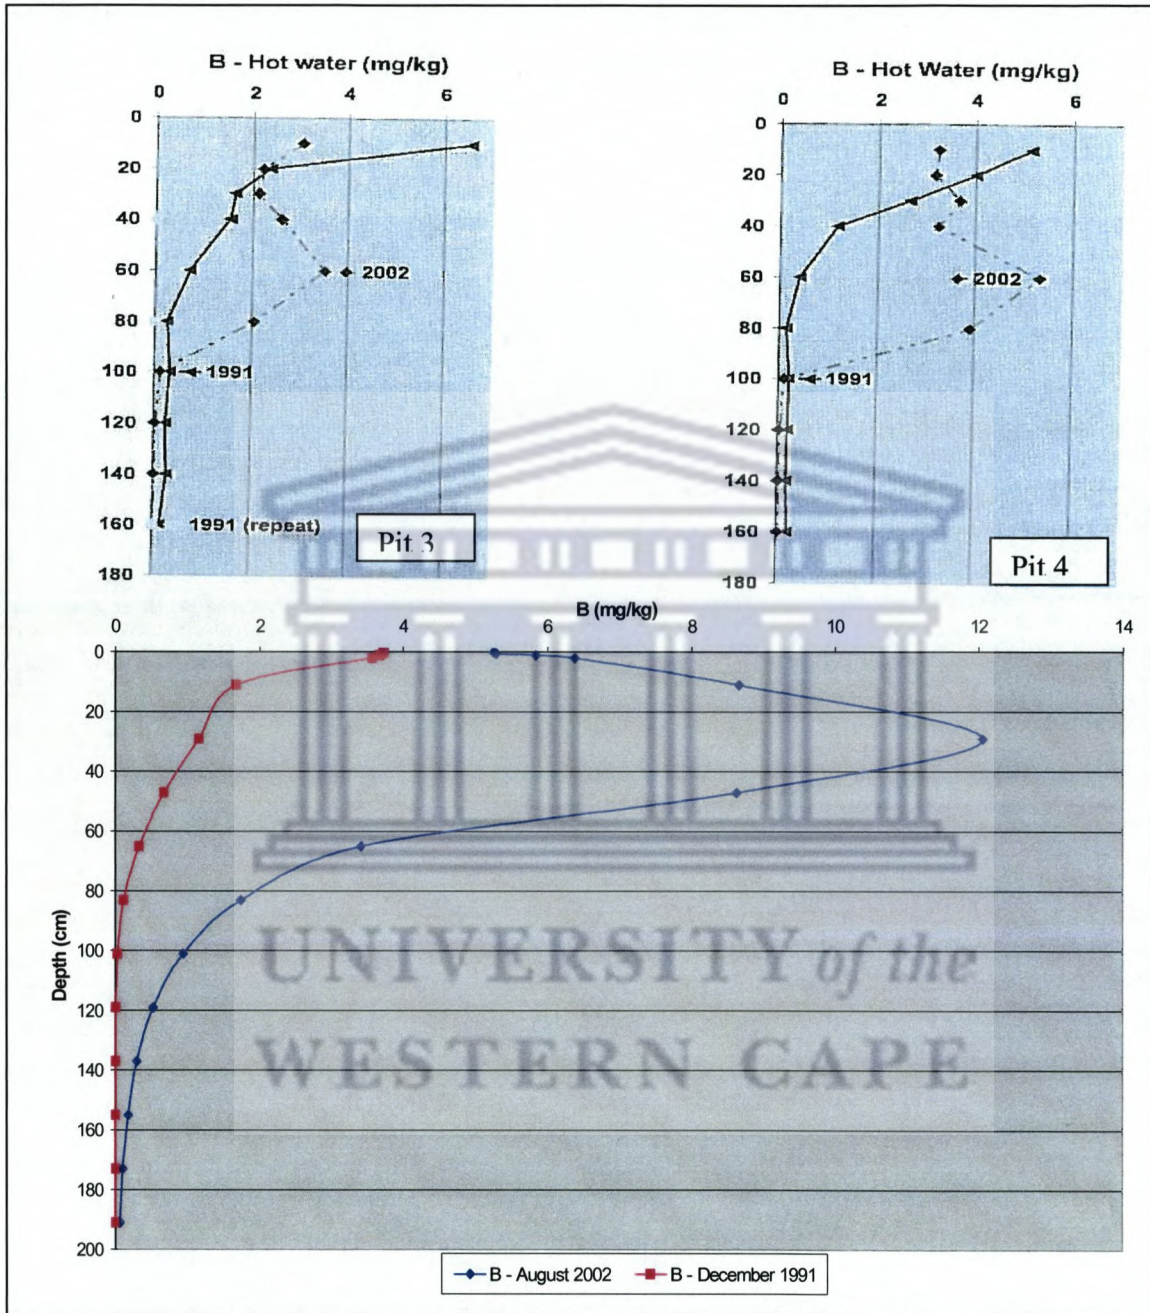 B - Hot water (mg/kg)
0 2 4 6
0
20
40
60
80
100
120
140
160
180
2002
1991
1991 (repeat)
Pit 3
B - Hot Water (mg/kg)
0 2 4 6
0
20
40
60
80
100
120
140
160
180
2002
1991
Pit 4
B (mg/kg)
0 2 4 6 8 10 12 14
0
20
40
60
80
100
120
140
160
180
200
Depth (cm)
UNIVERSITY of the
WESTERN CAPE
B - August 2002 B - December 1991